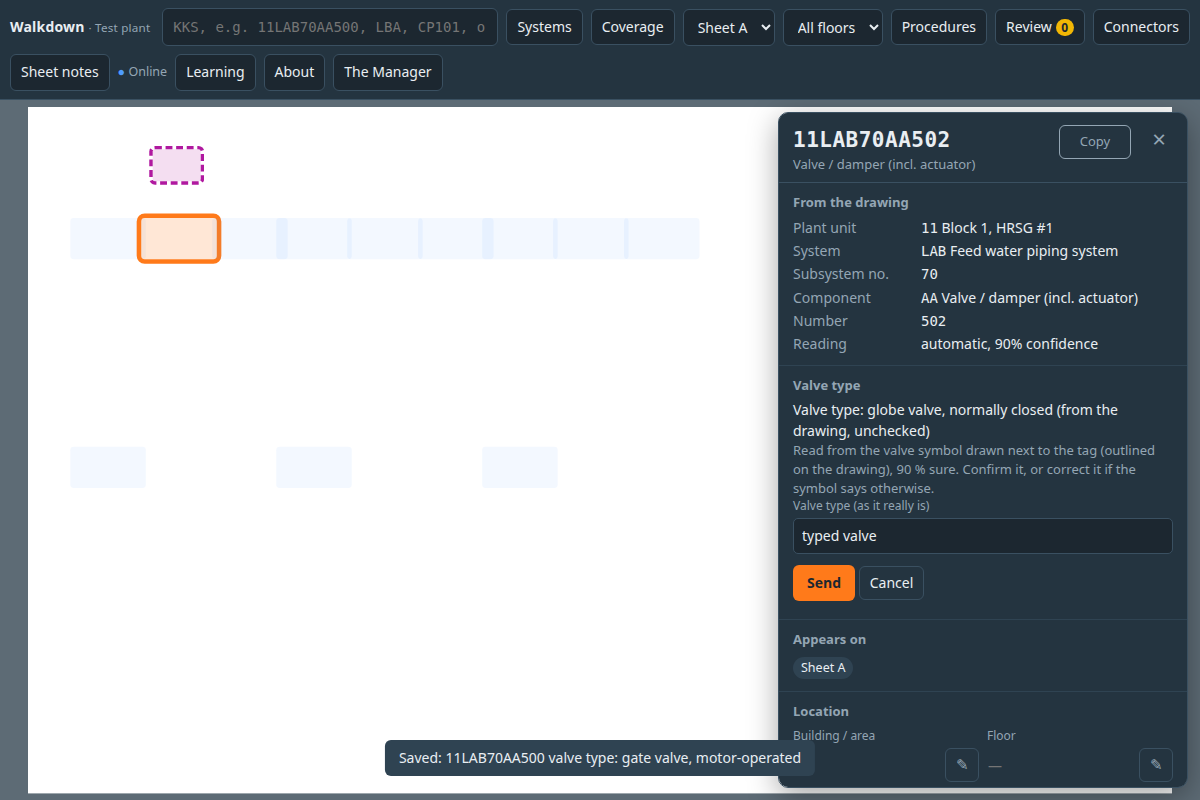 Walkdown · Test plant
KKS, e.g. 11LAB70AA500, LBA, CP101, o
Systems
Coverage
Sheet A
All floors
Procedures
Review 0
Connectors
Sheet notes
Online
Learning
About
The Manager
11LAB70AA502
Copy
×
Valve / damper (incl. actuator)
From the drawing
Plant unit 11 Block 1, HRSG #1
System LAB Feed water piping system
Subsystem no. 70
Component AA Valve / damper (incl. actuator)
Number 502
Reading automatic, 90% confidence
Valve type
Valve type: globe valve, normally closed (from the
drawing, unchecked)
Read from the valve symbol drawn next to the tag (outlined
on the drawing), 90 % sure. Confirm it, or correct it if the
symbol says otherwise.
Valve type (as it really is)
typed valve
Send Cancel
Appears on
Sheet A
Location
Building / area Floor
—
Saved: 11LAB70AA500 valve type: gate valve, motor-operated